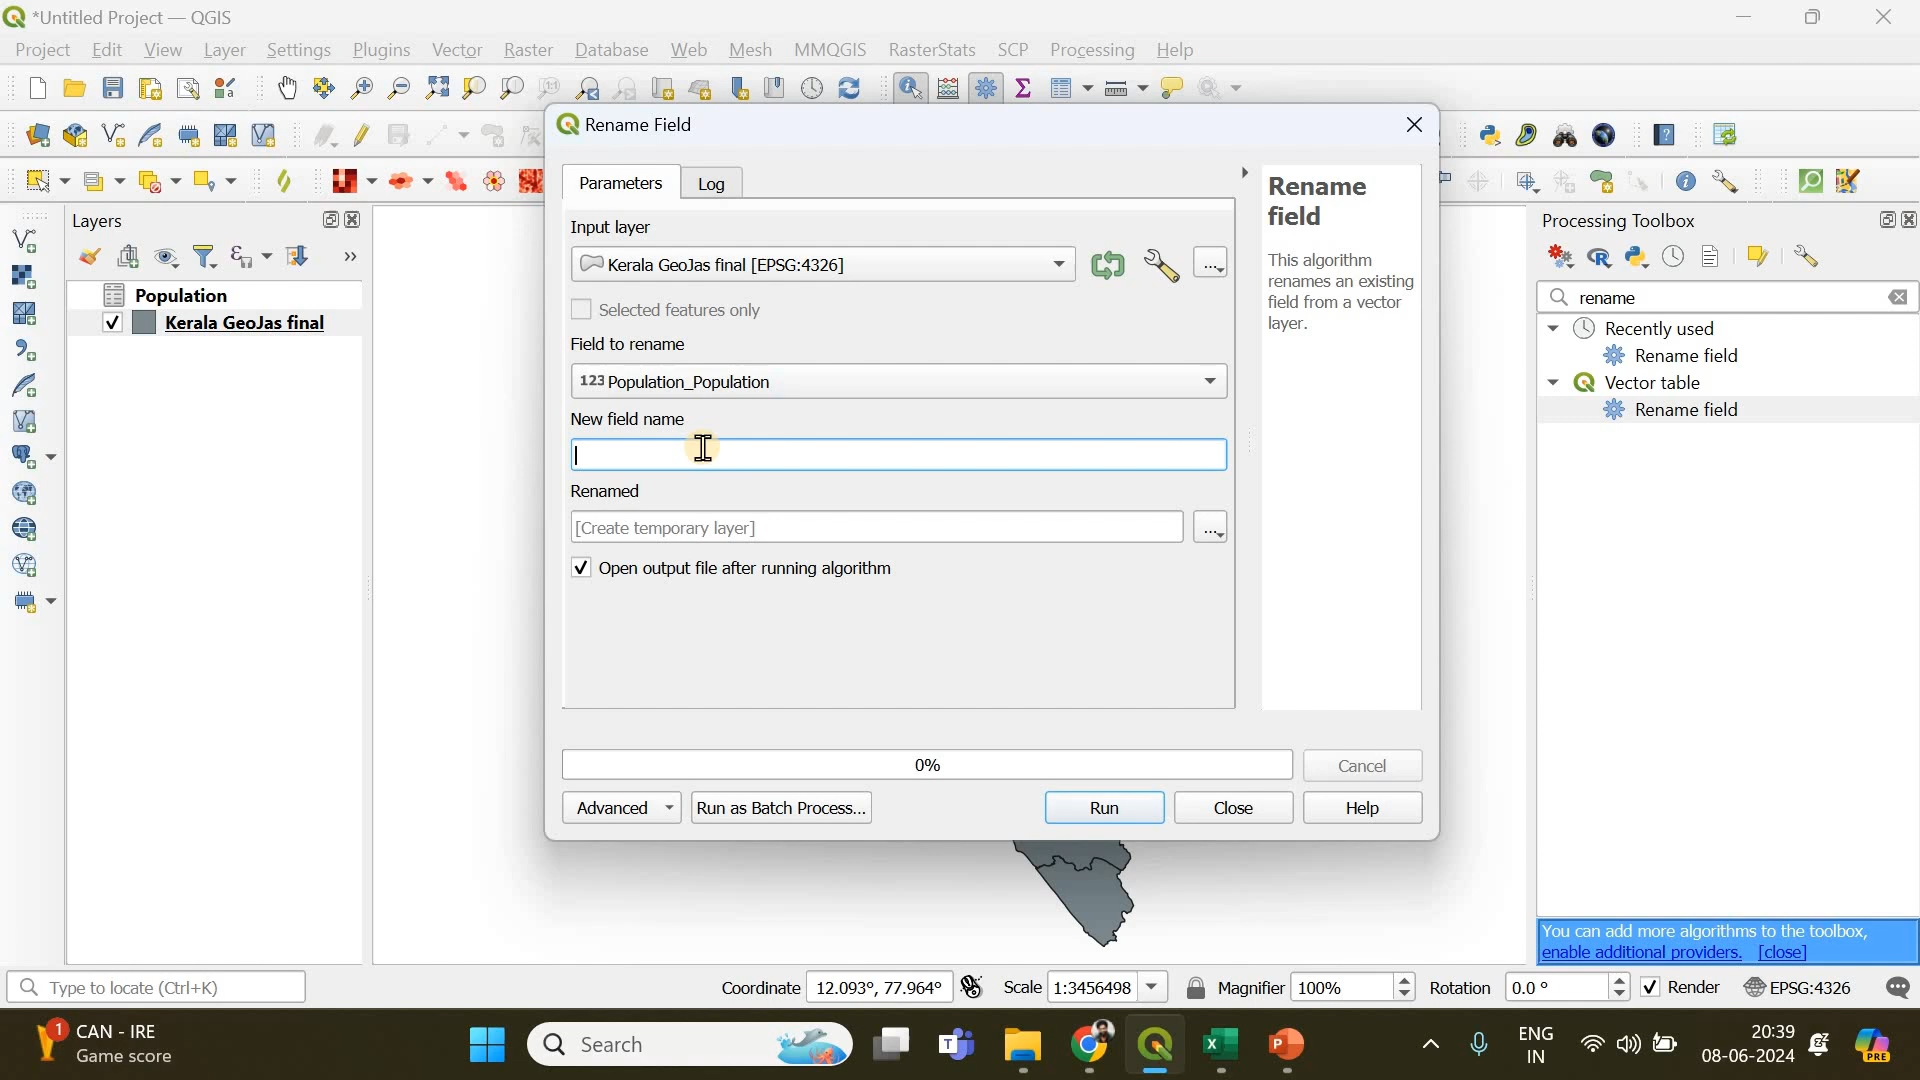 *Untitled Project — QGIS
Project Edit View Layer Settings Plugins Vector Raster Database Web Mesh MMQGIS RasterStats SCP Processing Help
Rename Field
Parameters Log
Input layer
Kerala GeoJas final [EPSG:4326]
...
Selected features only
Field to rename
123 Population_Population
New field name
Renamed
[Create temporary layer]
...
Open output file after running algorithm
0%
Cancel
Advanced
Run as Batch Process...
Run
Close
Help
Rename
field
This algorithm
renames an existing
field from a vector
layer.
Layers
Population
Kerala GeoJas final
Processing Toolbox
rename
Recently used
Rename field
Vector table
Rename field
You can add more algorithms to the toolbox,
enable additional providers. [close]
Type to locate (Ctrl+K)
Coordinate 12.093°, 77.964° Scale 1:3456498 Magnifier 100% Rotation 0.0 ° Render EPSG:4326
1
CAN - IRE
Game score
Search
ENG
IN
20:39
08-06-2024
PRE